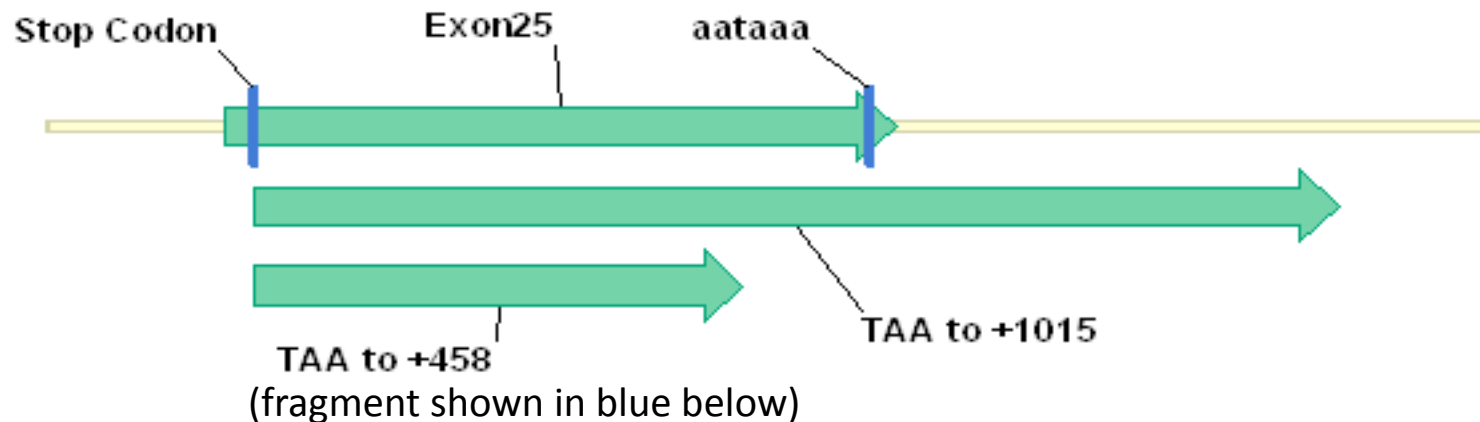 Stop Codon
Exon25
aataaa
TAA to +1015
TAA to +458
(fragment shown in blue below)